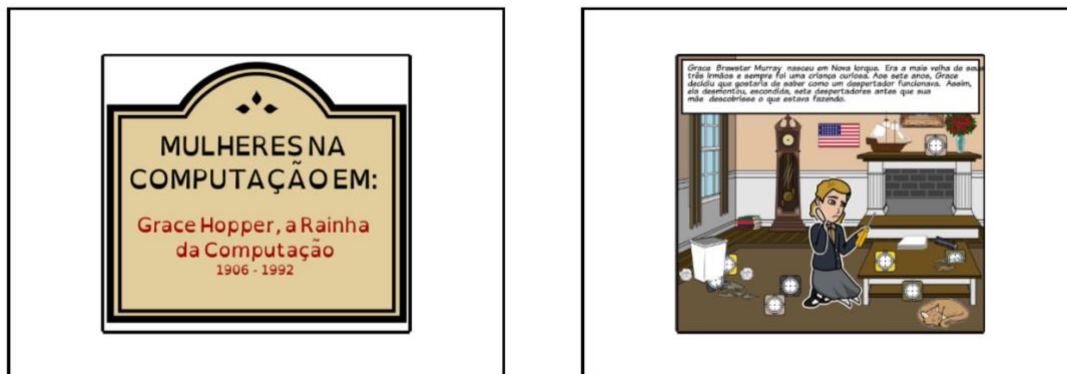 MULHERES NA
COMPUTAÇÃO EM:
Grace Hopper, a Rainha
da Computação
1906 - 1992
Grace Brewster Murray nasceu em Nova Iorque. Era a mais velha de seus
três irmãos e sempre foi uma criança curiosa. Aos sete anos, Grace
decidiu que gostaria de saber como um despertador funcionava. Assim,
ela desmontou, escondida, sete despertadores antes que sua
mãe descobrisse o que estava fazendo.